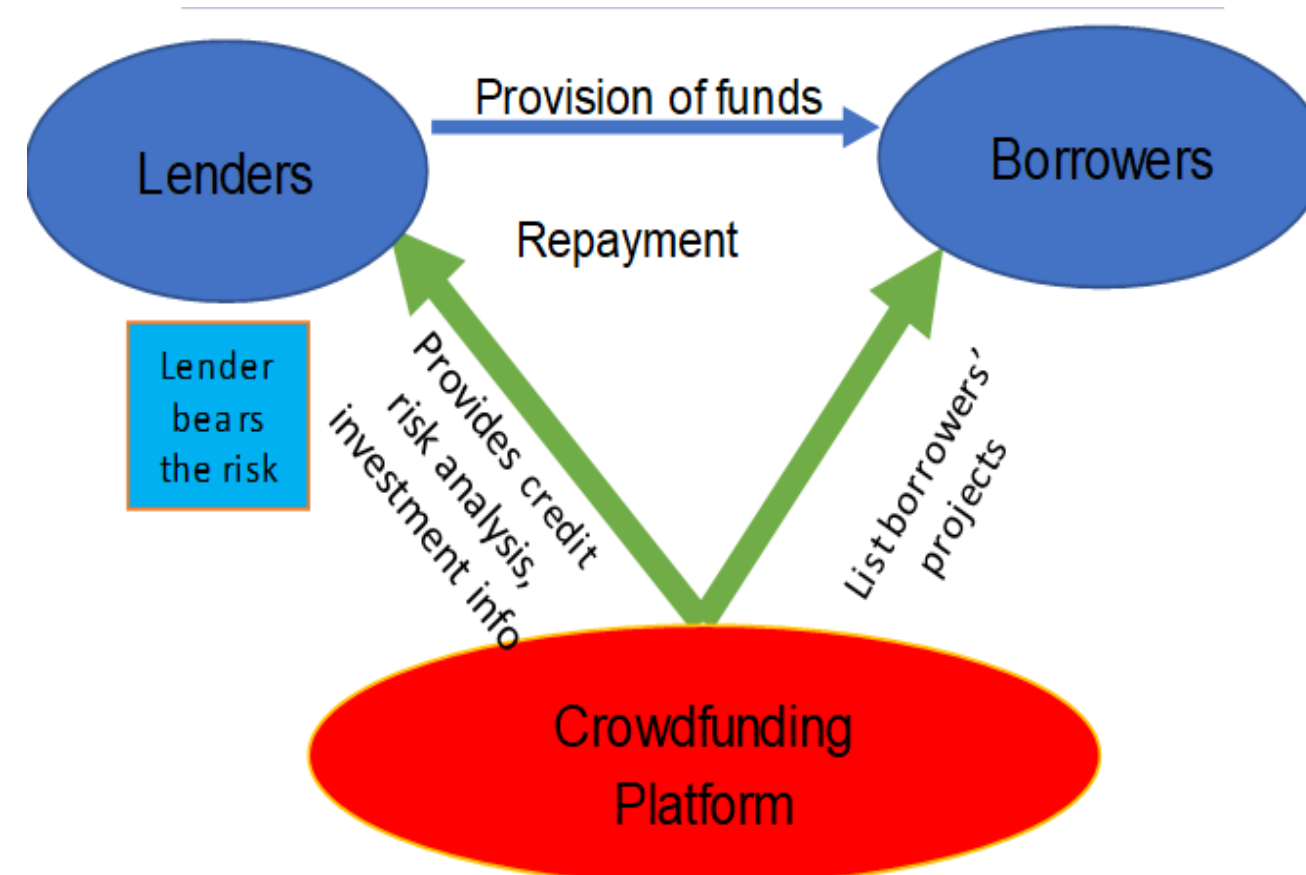 Provision of funds
Lenders
Borrowers
Repayment
Lender
bears
the risk
Provides credit
risk analysis,
investment info
List borrowers’
projects
Crowdfunding
Platform